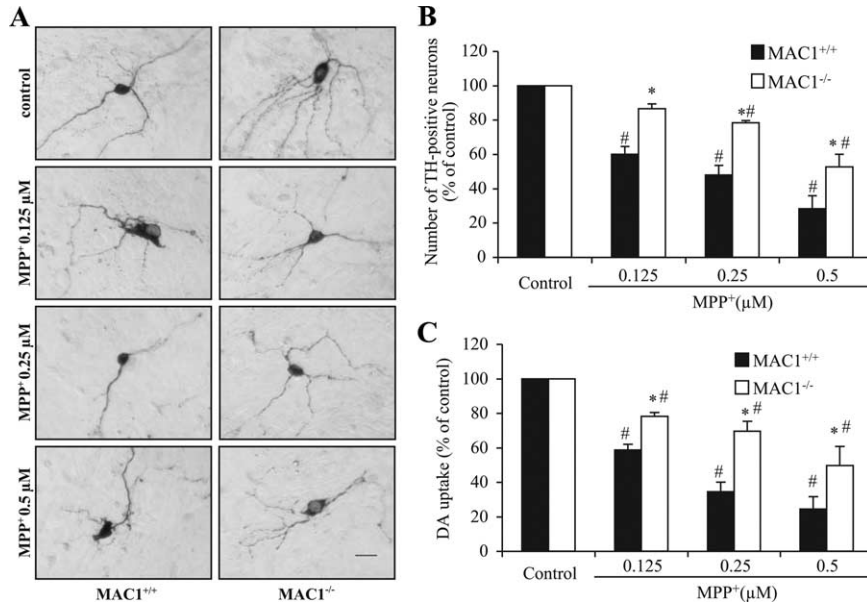 A
control
MPP⁺ 0.125 µM
MPP⁺ 0.25 µM
MPP⁺ 0.5 µM
MAC1⁺/⁺
MAC1⁻/⁻
B
Number of TH-positive neurons
(% of control)
120
100
80
60
40
20
0
MAC1⁺/⁺
MAC1⁻/⁻
#
*
#
*#
#
*#
Control
0.125
0.25
0.5
MPP⁺(µM)
C
DA uptake (% of control)
120
100
80
60
40
20
0
MAC1⁺/⁺
MAC1⁻/⁻
#
*#
#
*#
#
*#
Control
0.125
0.25
0.5
MPP⁺(µM)